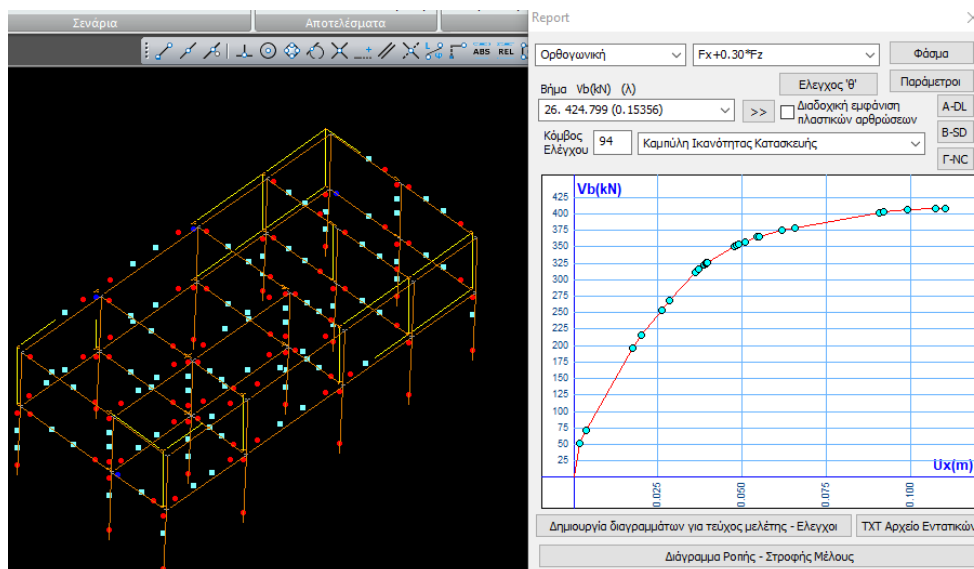 Σενάρια
Αποτελέσματα
ABS REL
Report
Ορθογωνική
Fx+0.30*Fz
Φάσμα
Βήμα Vb(kN) (λ)
Ελεγχος 'θ'
Παράμετροι
26. 424.799 (0.15356)
>>
Διαδοχική εμφάνιση
πλαστικών αρθρώσεων
A-DL
Κόμβος
Ελέγχου
94
Καμπύλη Ικανότητας Κατασκευής
B-SD
Γ-NC
Vb(kN)
425
400
375
350
325
300
275
250
225
200
175
150
125
100
75
50
25
Ux(m)
0.025
0.050
0.075
0.100
Δημιουργία διαγραμμάτων για τεύχος μελέτης - Ελεγχοι
TXT Αρχείο Εντατικών
Διάγραμμα Ροπής - Στροφής Μέλους